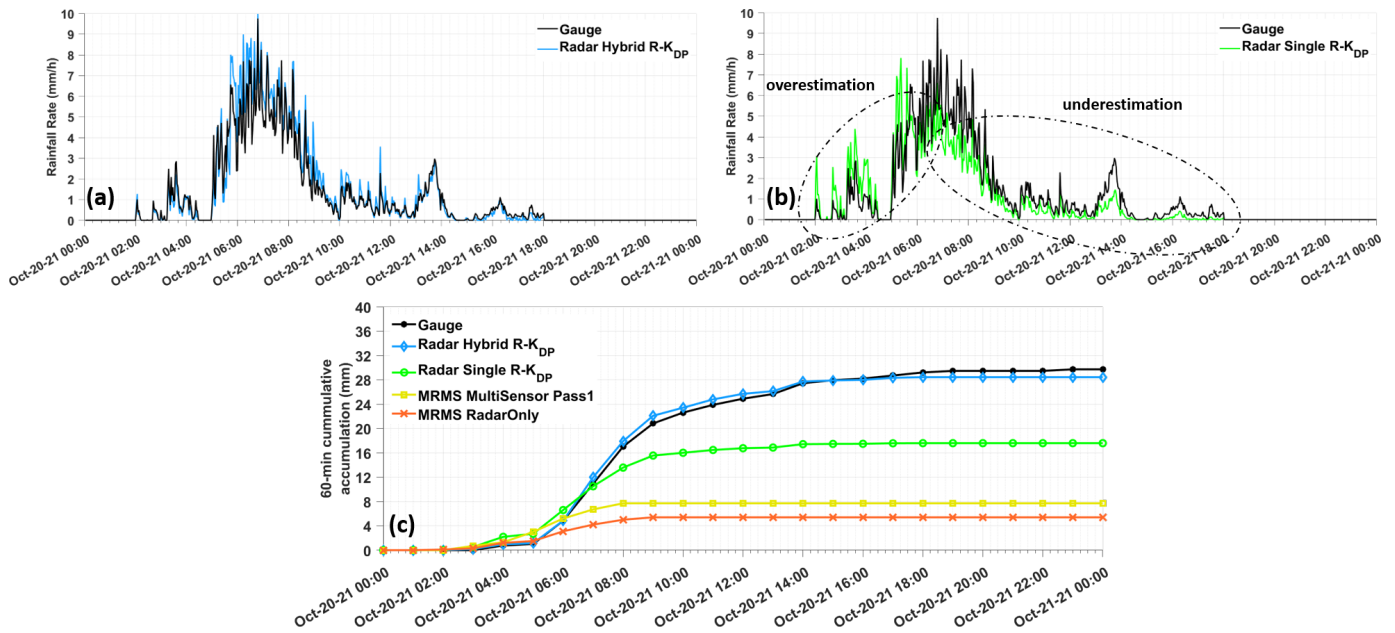 10
9
8
7
6
5
4
3
2
1
0
Rainfall Rate (mm/h)
Gauge
Radar Hybrid R-K_DP
(a)
Oct-20-21 00:00
Oct-20-21 02:00
Oct-20-21 04:00
Oct-20-21 06:00
Oct-20-21 08:00
Oct-20-21 10:00
Oct-20-21 12:00
Oct-20-21 14:00
Oct-20-21 16:00
Oct-20-21 18:00
Oct-20-21 20:00
Oct-20-21 22:00
Oct-21-21 00:00
10
9
8
7
6
5
4
3
2
1
0
Rainfall Rate (mm/h)
Gauge
Radar Single R-K_DP
overestimation
underestimation
(b)
Oct-20-21 00:00
Oct-20-21 02:00
Oct-20-21 04:00
Oct-20-21 06:00
Oct-20-21 08:00
Oct-20-21 10:00
Oct-20-21 12:00
Oct-20-21 14:00
Oct-20-21 16:00
Oct-20-21 18:00
Oct-20-21 20:00
Oct-20-21 22:00
Oct-21-21 00:00
40
36
32
28
24
20
16
12
8
4
0
60-min cummulative
accumulation (mm)
Gauge
Radar Hybrid R-K_DP
Radar Single R-K_DP
MRMS MultiSensor Pass1
MRMS RadarOnly
(c)
Oct-20-21 00:00
Oct-20-21 02:00
Oct-20-21 04:00
Oct-20-21 06:00
Oct-20-21 08:00
Oct-20-21 10:00
Oct-20-21 12:00
Oct-20-21 14:00
Oct-20-21 16:00
Oct-20-21 18:00
Oct-20-21 20:00
Oct-20-21 22:00
Oct-21-21 00:00